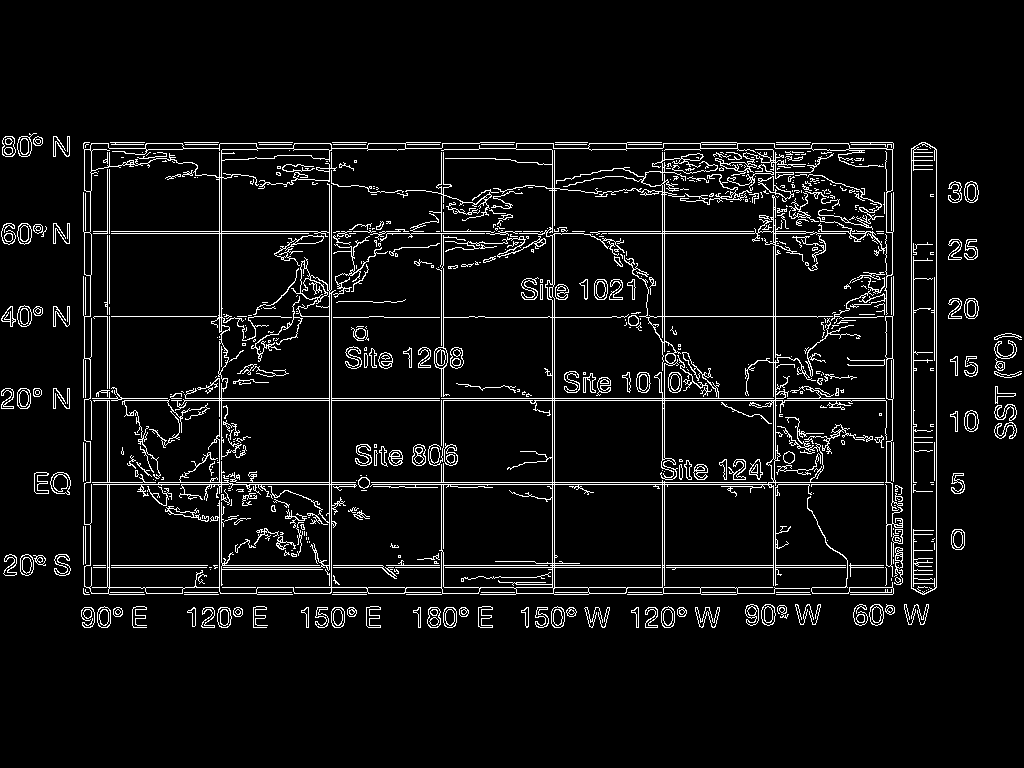 80° N
60° N
40° N
20° N
EQ
20° S
90° E
120° E
150° E
180° E
150° W
120° W
90° W
60° W
Site 1021
Site 1208
Site 1010
Site 806
Site 1241
30
25
20
15
10
5
0
SST (°C)
Ocean Data View